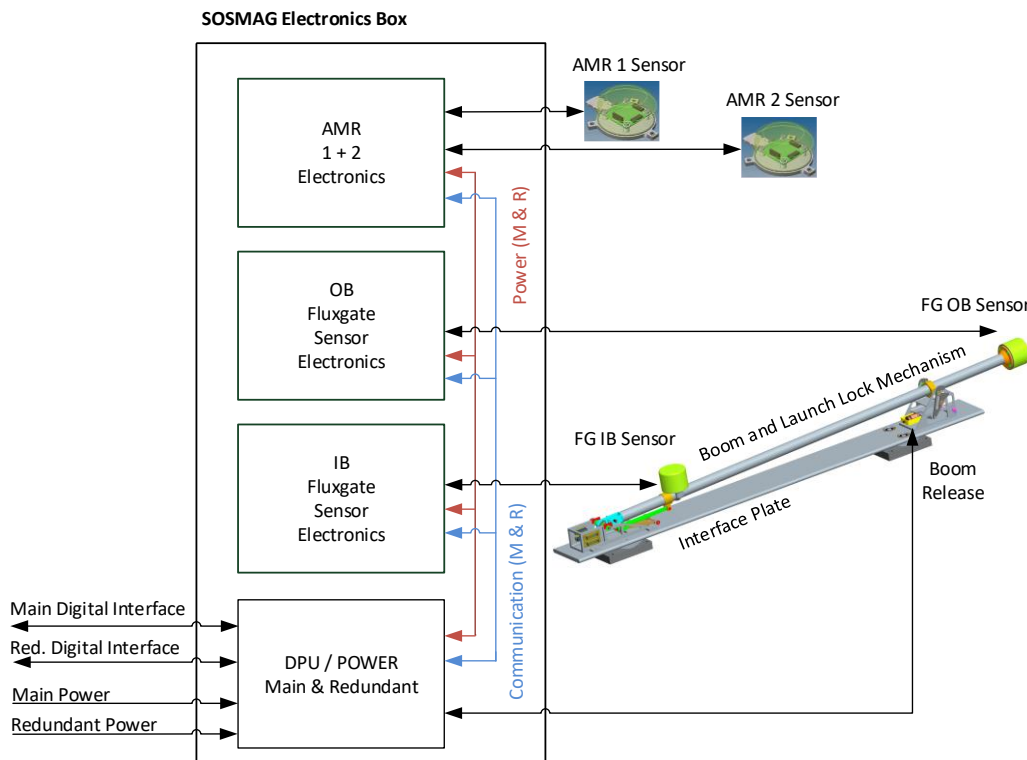 SOSMAG Electronics Box
AMR 1 Sensor
AMR 2 Sensor
AMR
1 + 2
Electronics
Power (M & R)
OB
Fluxgate
Sensor
Electronics
FG OB Sensor
Boom and Launch Lock Mechanism
FG IB Sensor
IB
Fluxgate
Sensor
Electronics
Boom
Release
Interface Plate
Communication (M & R)
Main Digital Interface
Red. Digital Interface
DPU / POWER
Main & Redundant
Main Power
Redundant Power